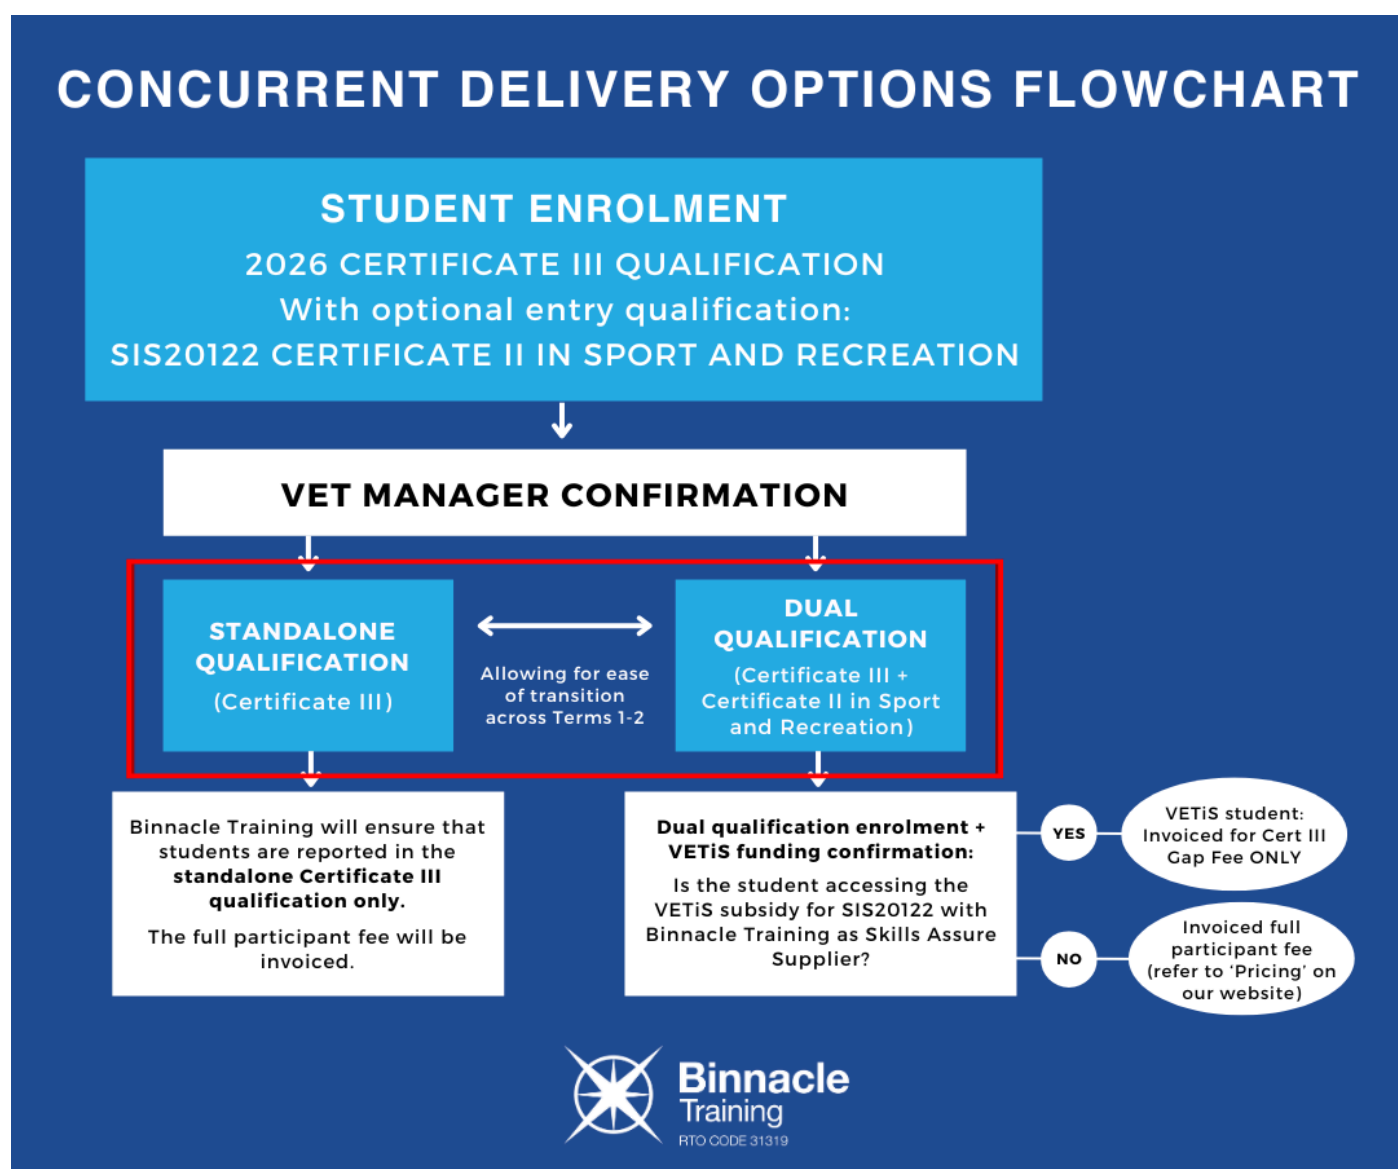 CONCURRENT DELIVERY OPTIONS FLOWCHART
STUDENT ENROLMENT
2026 CERTIFICATE III QUALIFICATION
With optional entry qualification:
SIS20122 CERTIFICATE II IN SPORT AND RECREATION
VET MANAGER CONFIRMATION
STANDALONE
QUALIFICATION
(Certificate III)
Allowing for ease
of transition
across Terms 1-2
DUAL
QUALIFICATION
(Certificate III +
Certificate II in Sport
and Recreation)
Binnacle Training will ensure that
students are reported in the
standalone Certificate III
qualification only.
The full participant fee will be
invoiced.
Dual qualification enrolment +
VETiS funding confirmation:
Is the student accessing the
VETiS subsidy for SIS20122 with
Binnacle Training as Skills Assure
Supplier?
YES
VETiS student:
Invoiced for Cert III
Gap Fee ONLY
NO
Invoiced full
participant fee
(refer to 'Pricing' on
our website)
Binnacle
Training
RTO CODE 31319